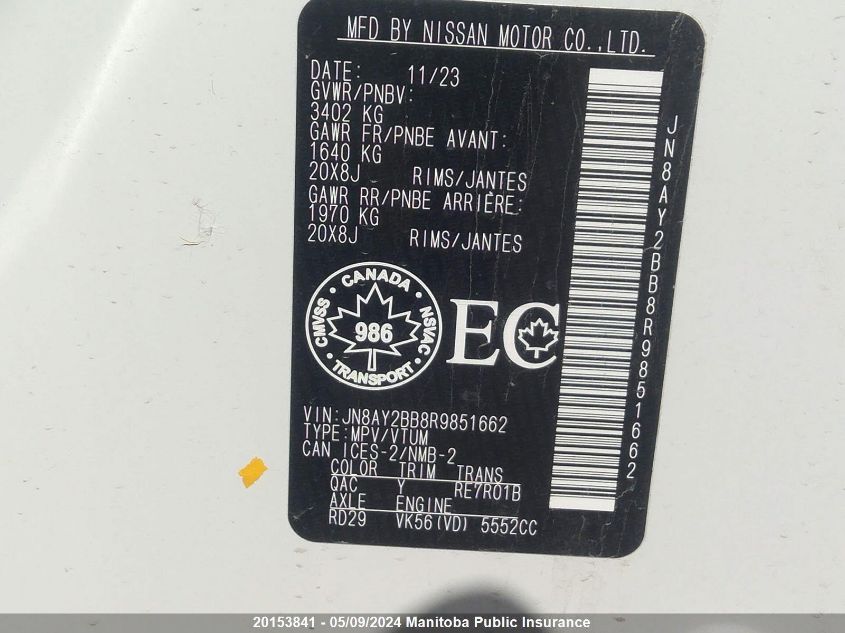 MFD BY NISSAN MOTOR CO.,LTD.
DATE: 11/23
GVWR/PNBV:
3402 KG
GAWR FR/PNBE AVANT:
1640 KG
20X8J RIMS/JANTES
GAWR RR/PNBE ARRIÈRE:
1970 KG
20X8J RIMS/JANTES
CANADA
CMVSS
NSVAC
986
TRANSPORT
EC
VIN:JN8AY2BB8R9851662
TYPE:MPV/VTUM
CAN ICES-2/NMB-2
COLOR TRIM TRANS
QAC Y RE7R01B
AXLE ENGINE
RD29 VK56(VD) 5552CC
JN8AY2BB8R9851662
20153841 - 05/09/2024 Manitoba Public Insurance